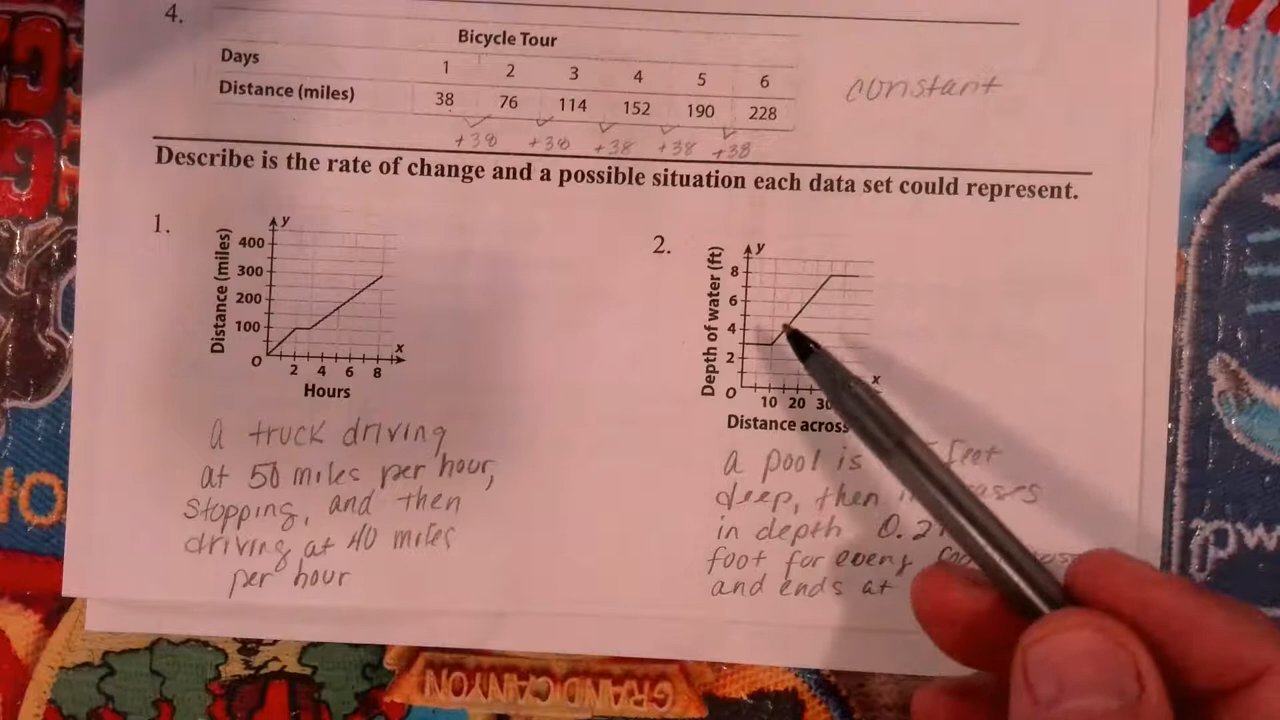 4.
Bicycle Tour
Days 1 2 3 4 5 6
Distance (miles) 38 76 114 152 190 228
constant
+38 +38 +38 +38 +38
Describe is the rate of change and a possible situation each data set could represent.
1.
y
Distance (miles)
400
300
200
100
O
2 4 6 8
x
Hours
a truck driving
at 50 miles per hour,
stopping, and then
driving at 40 miles
per hour
2.
y
Depth of water (ft)
8
6
4
2
O
10 20
x
Distance across
a pool is feet
deep, then
in depth
foot for every
and ends at
GRAND CANYON